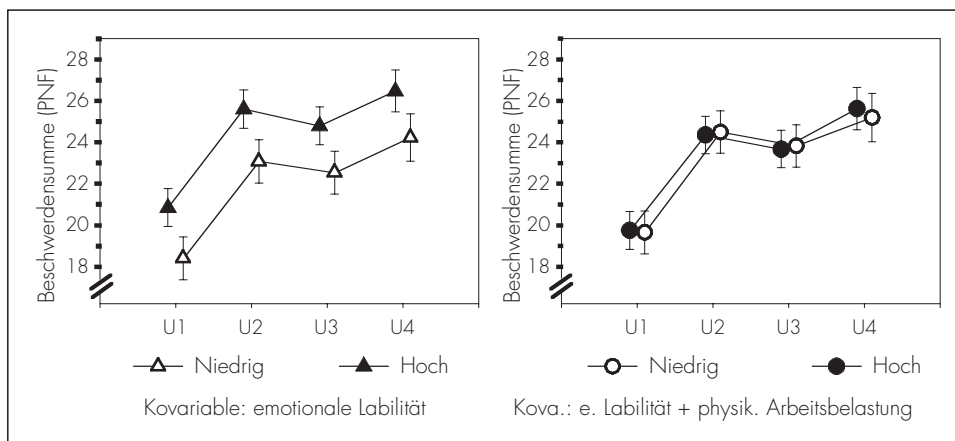 Beschwerdensumme (PNF)
28
26
24
22
20
18
U1 U2 U3 U4
Niedrig Hoch
Kovariable: emotionale Labilität
Beschwerdensumme (PNF)
28
26
24
22
20
18
U1 U2 U3 U4
Niedrig Hoch
Kova.: e. Labilität + physik. Arbeitsbelastung